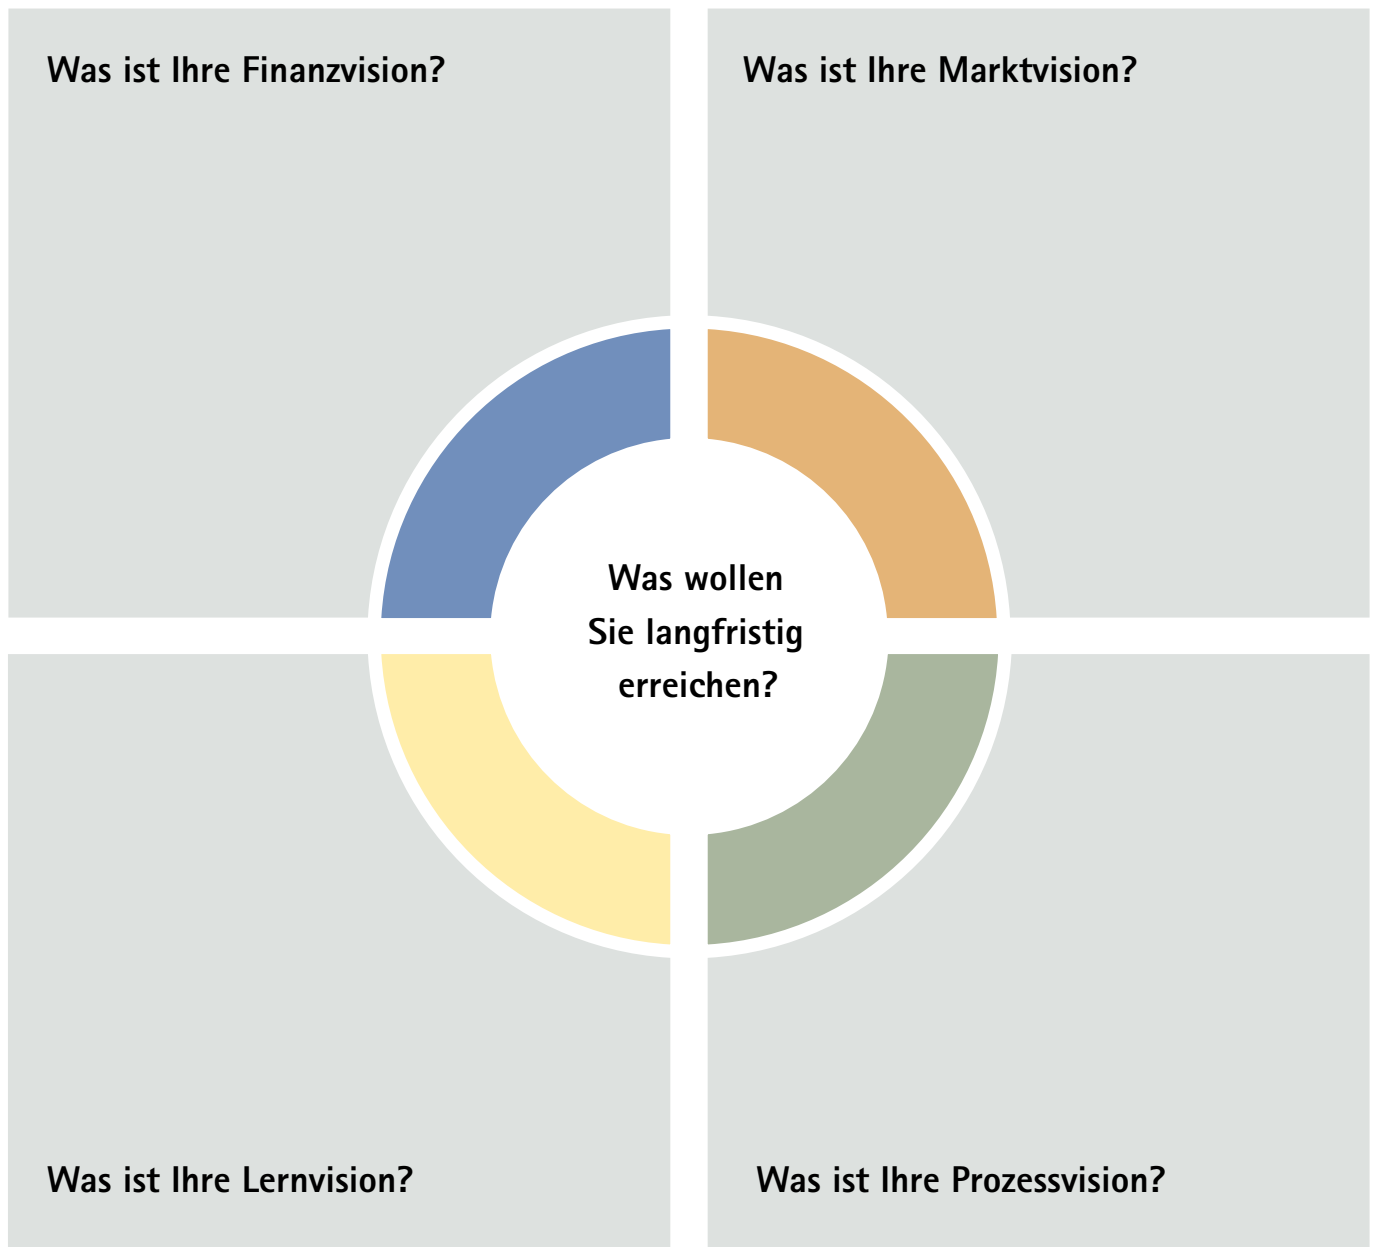 Was ist Ihre Finanzvision?
Was ist Ihre Marktvision?
Was wollen
Sie langfristig
erreichen?
Was ist Ihre Lernvision?
Was ist Ihre Prozessvision?